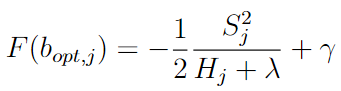 F(b_{opt,j}) = -\frac{1}{2} \frac{S_j^2}{H_j + \lambda} + \gamma